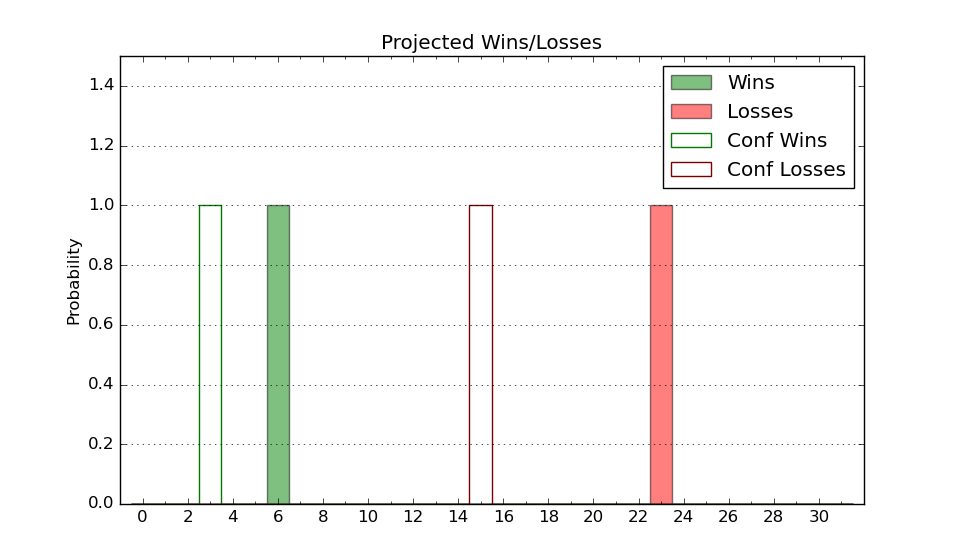 Projected Wins/Losses
Wins
Losses
Conf Wins
Conf Losses
Probability
1.4
1.2
1.0
0.8
0.6
0.4
0.2
0.0
0 2 4 6 8 10 12 14 16 18 20 22 24 26 28 30